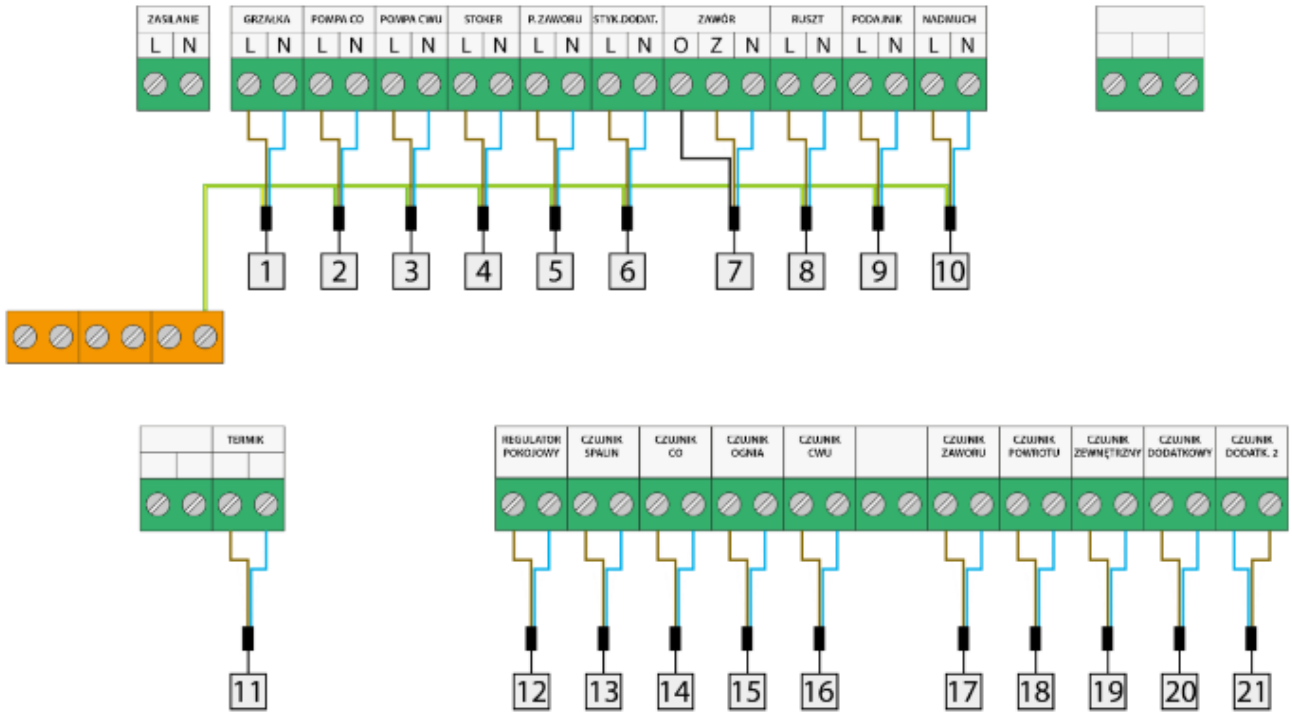 ZASILANIE GRZAŁKA POMPA CO POMPA CWU STOKER P. ZAWORU STYK.DODAT. ZAWÓR RUSZT PODAJNIK NADMUCH
L N L N L N L N L N L N L N O Z N L N L N L N
1 2 3 4 5 6 7 8 9 10
TERMIK REGULATOR CZUJNIK CZUJNIK CZUJNIK CZUJNIK CZUJNIK CZUJNIK CZUJNIK CZUJNIK CZUJNIK
POKOJOWY SPALIN CO OGNIA CWU ZAWORU POWROTU ZEWNĘTRZNY DODATKOWY DODATK. 2
11 12 13 14 15 16 17 18 19 20 21